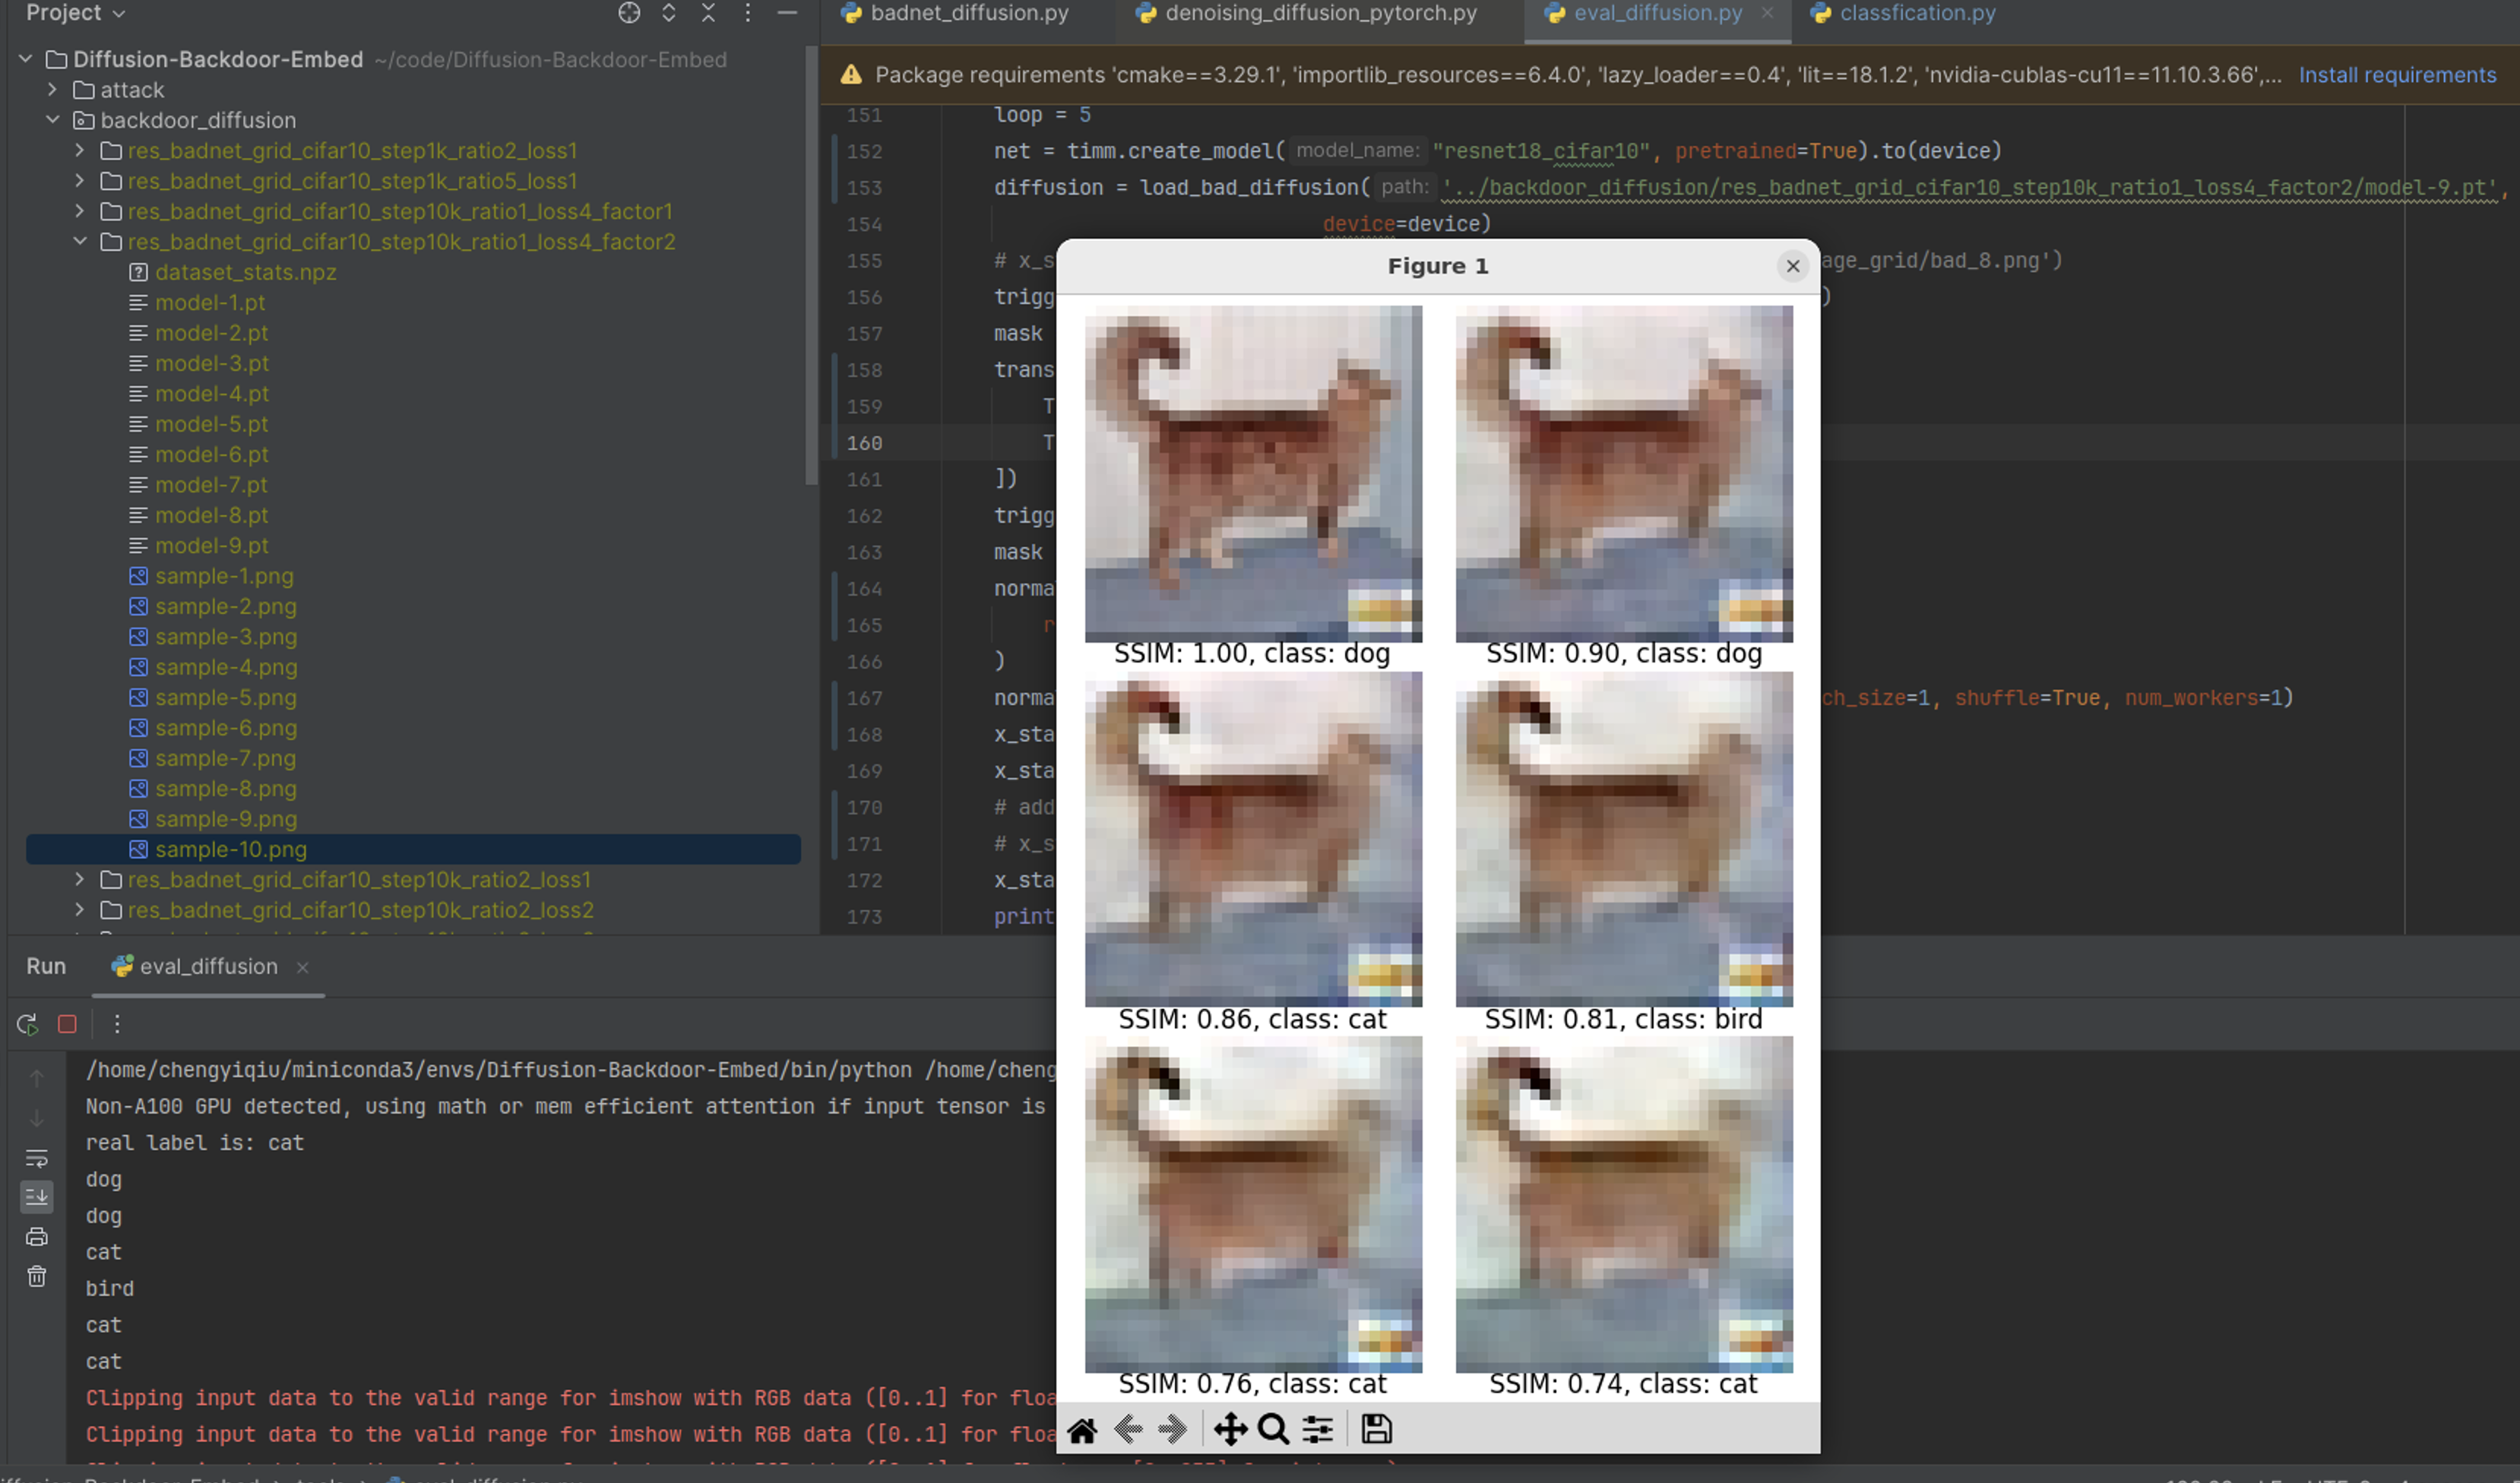 Project
badnet_diffusion.py
denoising_diffusion_pytorch.py
eval_diffusion.py
classfication.py
Diffusion-Backdoor-Embed ~/code/Diffusion-Backdoor-Embed
attack
backdoor_diffusion
res_badnet_grid_cifar10_step1k_ratio2_loss1
res_badnet_grid_cifar10_step1k_ratio5_loss1
res_badnet_grid_cifar10_step10k_ratio1_loss4_factor1
res_badnet_grid_cifar10_step10k_ratio1_loss4_factor2
dataset_stats.npz
model-1.pt
model-2.pt
model-3.pt
model-4.pt
model-5.pt
model-6.pt
model-7.pt
model-8.pt
model-9.pt
sample-1.png
sample-2.png
sample-3.png
sample-4.png
sample-5.png
sample-6.png
sample-7.png
sample-8.png
sample-9.png
sample-10.png
res_badnet_grid_cifar10_step10k_ratio2_loss1
res_badnet_grid_cifar10_step10k_ratio2_loss2
Package requirements 'cmake==3.29.1', 'importlib_resources==6.4.0', 'lazy_loader==0.4', 'lit==18.1.2', 'nvidia-cublas-cu11==11.10.3.66',... Install requirements
151 loop = 5
152 net = timm.create_model( model_name: "resnet18_cifar10", pretrained=True).to(device)
153 diffusion = load_bad_diffusion( path: '../backdoor_diffusion/res_badnet_grid_cifar10_step10k_ratio1_loss4_factor2/model-9.pt',
154 device=device)
155 # x_s age_grid/bad_8.png')
156 trigg )
157 mask
158 trans
159 T
160 T
161 ])
162 trigg
163 mask
164 norma
165 r
166 )
167 norma ch_size=1, shuffle=True, num_workers=1)
168 x_sta
169 x_sta
170 # add
171 # x_s
172 x_sta
173 print
Figure 1
SSIM: 1.00, class: dog
SSIM: 0.90, class: dog
SSIM: 0.86, class: cat
SSIM: 0.81, class: bird
SSIM: 0.76, class: cat
SSIM: 0.74, class: cat
Run
eval_diffusion
/home/chengyiqiu/miniconda3/envs/Diffusion-Backdoor-Embed/bin/python /home/cheng
Non-A100 GPU detected, using math or mem efficient attention if input tensor is
real label is: cat
dog
dog
cat
bird
cat
cat
Clipping input data to the valid range for imshow with RGB data ([0..1] for floa
Clipping input data to the valid range for imshow with RGB data ([0..1] for floa